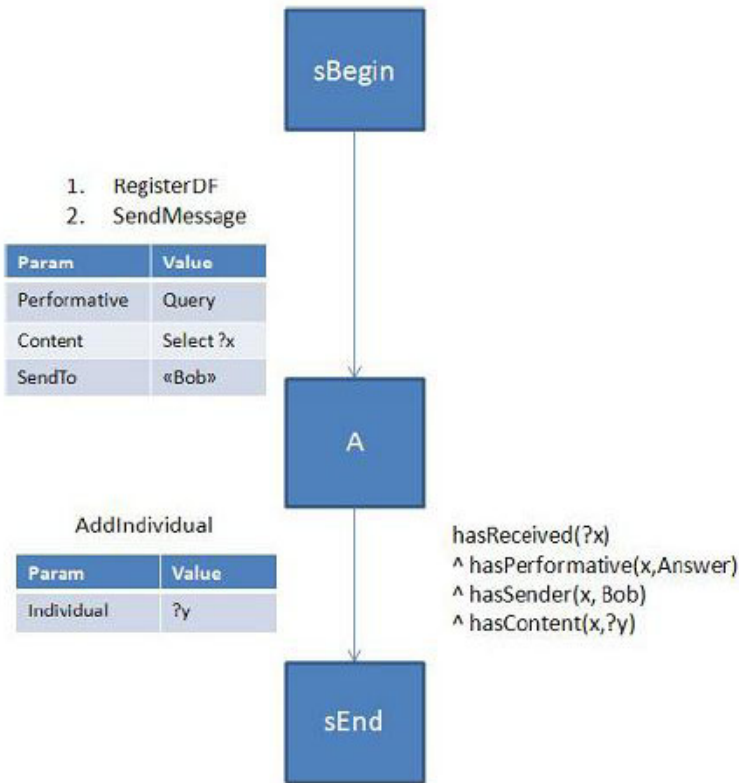 sBegin
1. RegisterDF
2. SendMessage
Param Value
Performative Query
Content Select ?x
SendTo «Bob»
A
AddIndividual
Param Value
Individual ?y
hasReceived(?x)
^ hasPerformative(x,Answer)
^ hasSender(x, Bob)
^ hasContent(x,?y)
sEnd